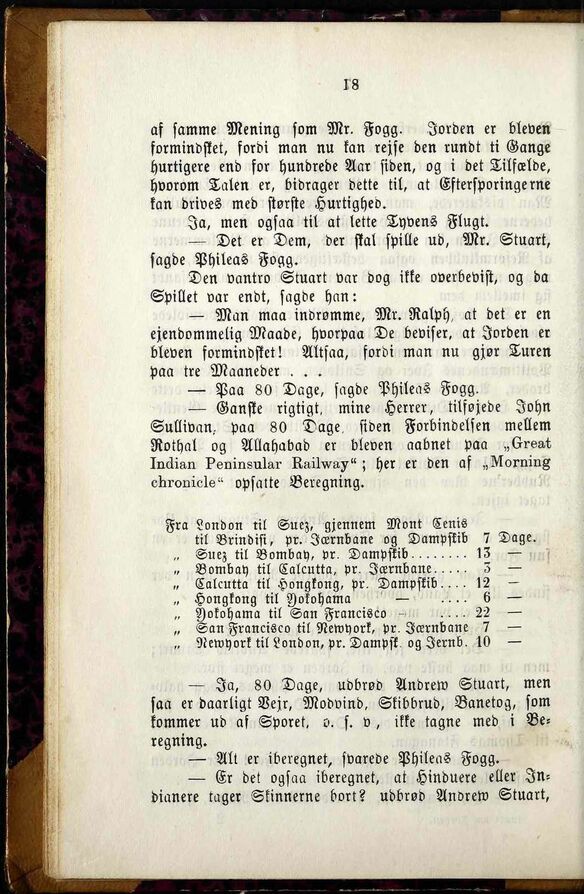 18
af samme Mening som Mr. Fogg. Jorden er bleven
formindsket, fordi man nu kan rejse den rundt ti Gange
hurtigere end for hundrede Aar siden, og i det Tilfælde,
hvorom Talen er, bidrager dette til, at Eftersporingerne
kan drives med største Hurtighed.
Ja, men ogsaa til at lette Tyvens Flugt.
— Det er Dem, der skal spille ud, Mr. Stuart,
sagde Phileas Fogg.
Den vantro Stuart var dog ikke overbevist, og da
Spillet var endt, sagde han:
— Man maa indrømme, Mr. Ralph, at det er en
ejendommelig Maade, hvorpaa De beviser, at Jorden er
bleven formindsket! Altsaa, fordi man nu gjør Turen
paa tre Maaneder . . .
— Paa 80 Dage, sagde Phileas Fogg.
— Ganske rigtigt, mine Herrer, tilføjede John
Sullivan, paa 80 Dage, siden Forbindelsen mellem
Rothal og Allahabad er bleven aabnet paa „Great
Indian Peninsular Railway“; her er den af „Morning
chronicle“ opsatte Beregning.
Fra London til Suez, gjennem Mont Cenis
til Brindisi, pr. Jærnbane og Dampskib 7 Dage.
„ Suez til Bombay, pr. Dampskib........ 13 —
„ Bombay til Calcutta, pr. Jærnbane..... 3 —
„ Calcutta til Hongkong, pr. Dampskib... 12 —
„ Hongkong til Yokohama .... 6 —
„ Yokohama til San Francisco - ....... 22 —
„ San Francisco til Newyork, pr. Jærnbane 7 —
„ Newyork til London, pr. Dampsk. og Jernb. 10 —
— Ja, 80 Dage, udbrød Andrew Stuart, men
saa er daarligt Vejr, Modvind, Skibbrud, Banetog, som
kommer ud af Sporet, o. s. v, ikke tagne med i Be-
regning.
— Alt er iberegnet, svarede Phileas Fogg.
— Er det ogsaa iberegnet, at Hinduere eller In-
dianere tager Skinnerne bort? udbrød Andrew Stuart,